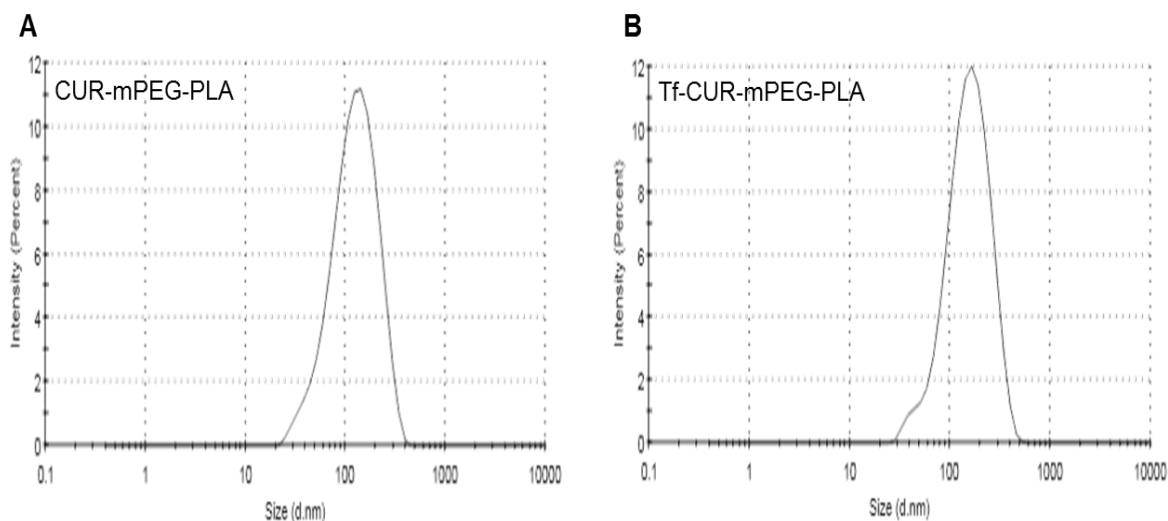 A
CUR-mPEG-PLA
Intensity (Percent)
12
10
8
6
4
2
0
0.1 1 10 100 1000 10000
Size (d.nm)
B
Tf-CUR-mPEG-PLA
Intensity (Percent)
12
10
8
6
4
2
0
0.1 1 10 100 1000 10000
Size (d.nm)